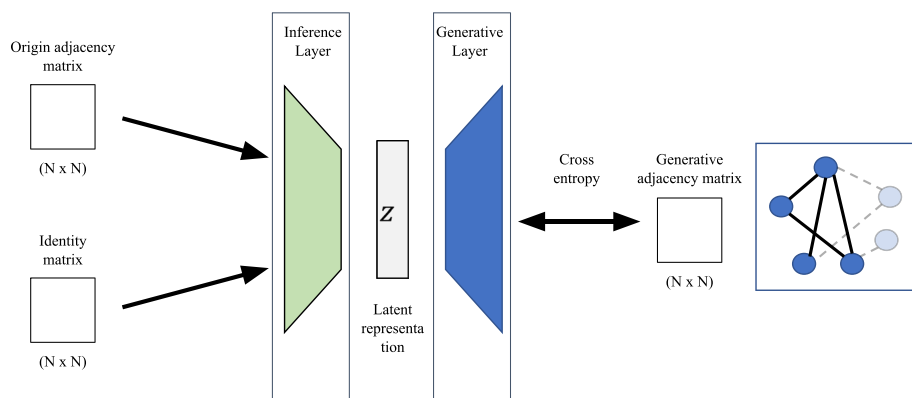 Origin adjacency
matrix
(N x N)
Identity
matrix
(N x N)
Inference
Layer
Z
Latent
representa
tion
Generative
Layer
Cross
entropy
Generative
adjacency matrix
(N x N)